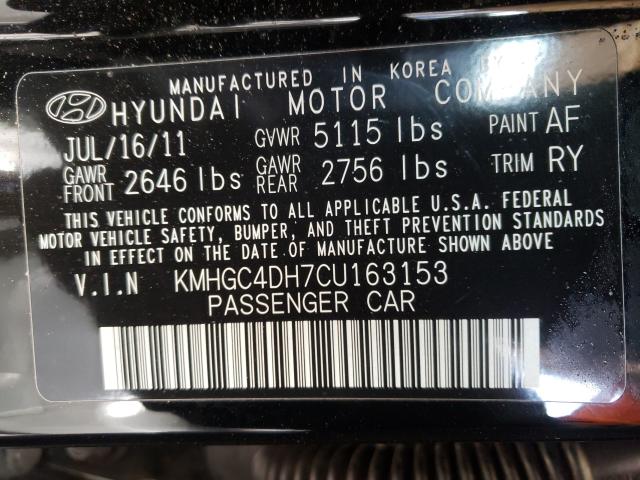 MANUFACTURED IN KOREA BY
HYUNDAI MOTOR COMPANY
JUL/16/11 GVWR 5115 lbs PAINT AF
GAWR FRONT 2646 lbs GAWR REAR 2756 lbs TRIM RY
THIS VEHICLE CONFORMS TO ALL APPLICABLE U.S.A. FEDERAL
MOTOR VEHICLE SAFETY, BUMPER, AND THEFT PREVENTION STANDARDS
IN EFFECT ON THE DATE OF MANUFACTURE SHOWN ABOVE
V.I.N KMHGC4DH7CU163153
PASSENGER CAR